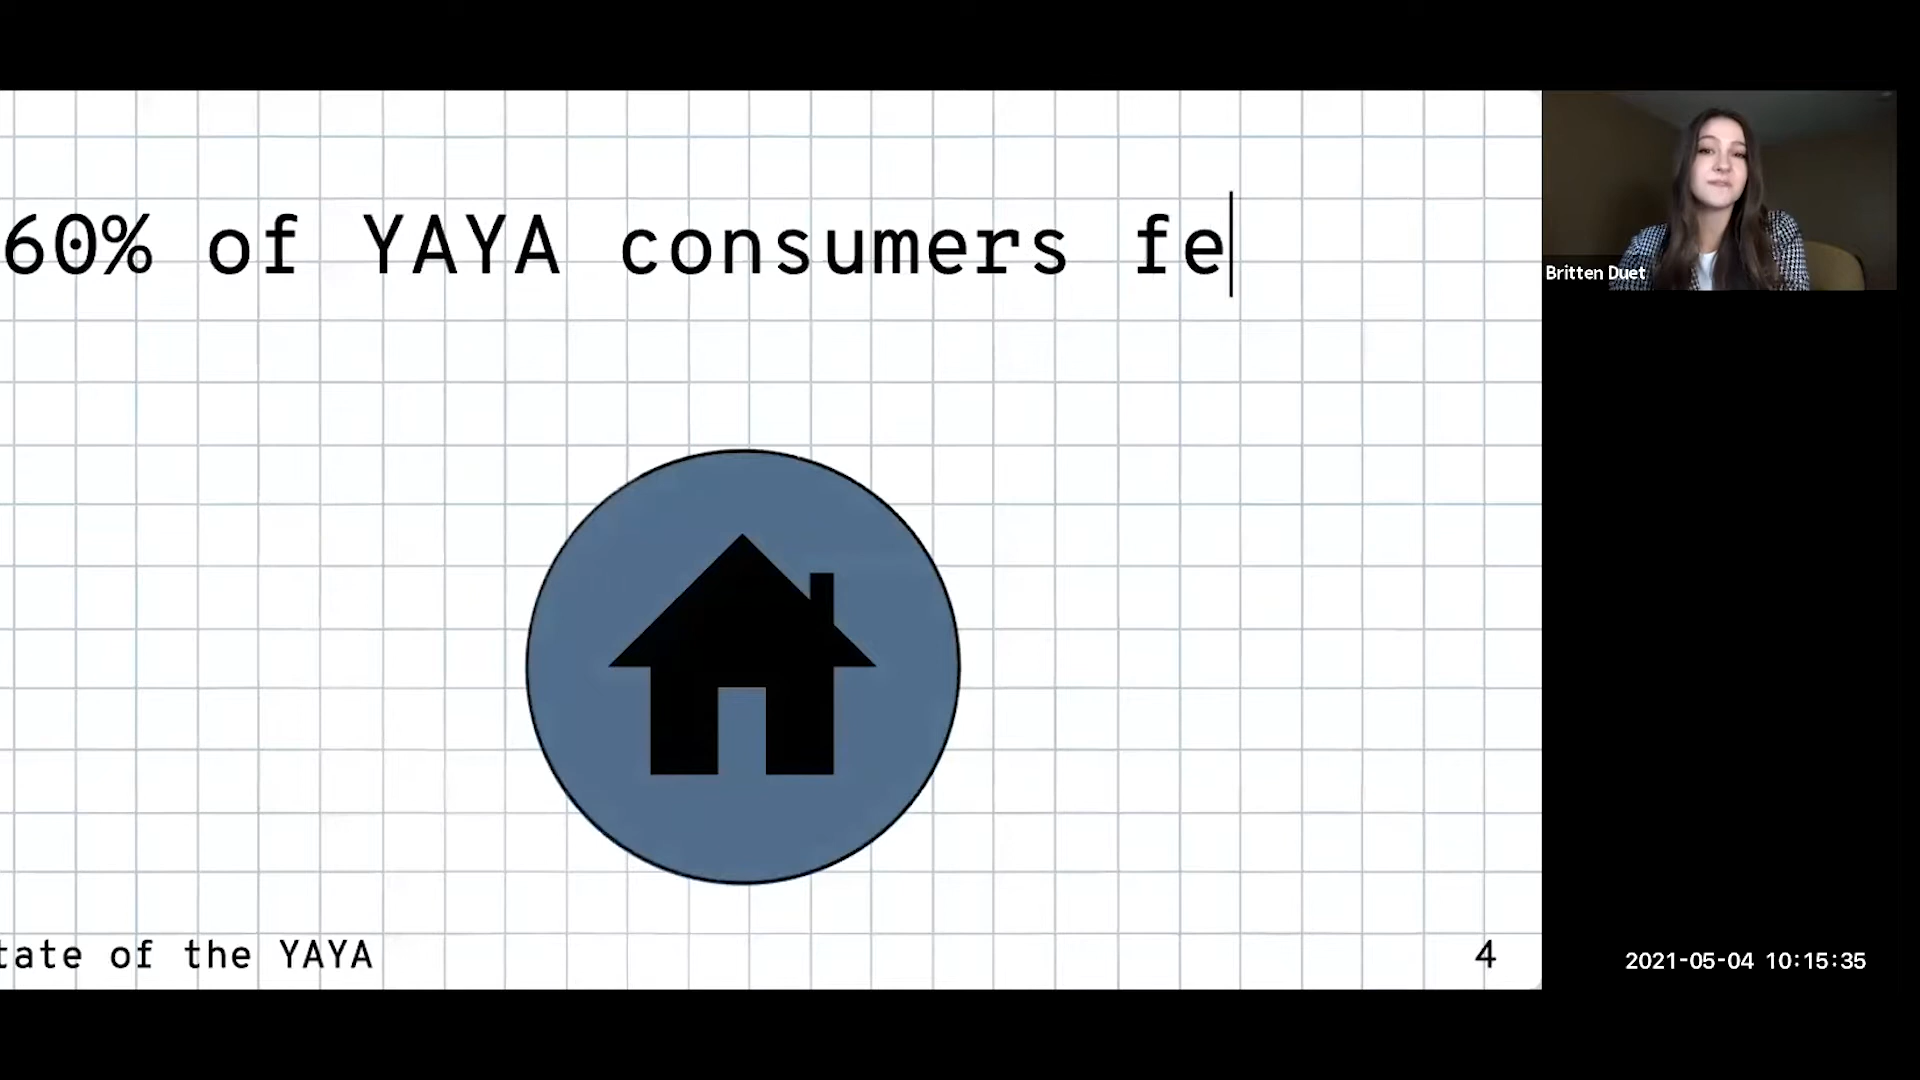 60% of YAYA consumers fe
Britten Duet
tate of the YAYA
4
2021-05-04 10:15:35